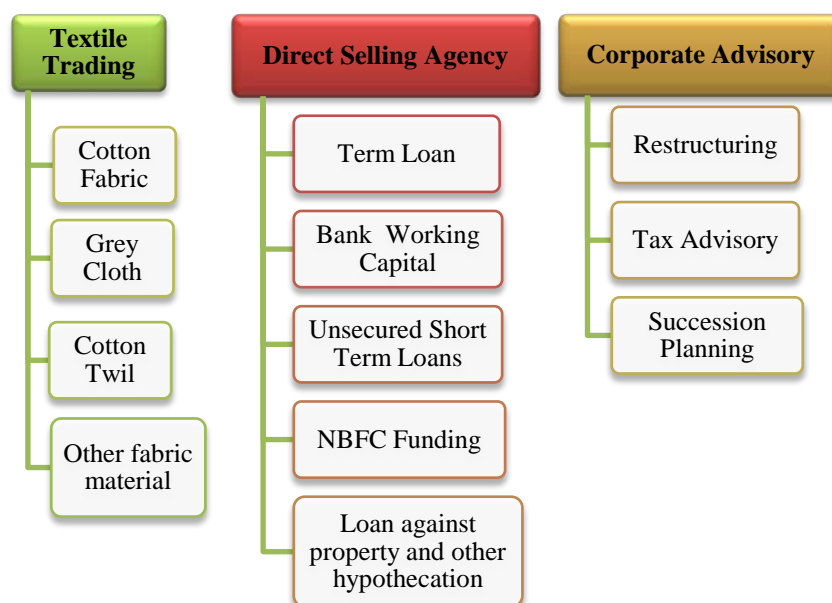 Textile
Trading
Cotton
Fabric
Grey
Cloth
Cotton
Twil
Other fabric
material
Direct Selling Agency
Term Loan
Bank Working
Capital
Unsecured Short
Term Loans
NBFC Funding
Loan against
property and other
hypothecation
Corporate Advisory
Restructuring
Tax Advisory
Succession
Planning